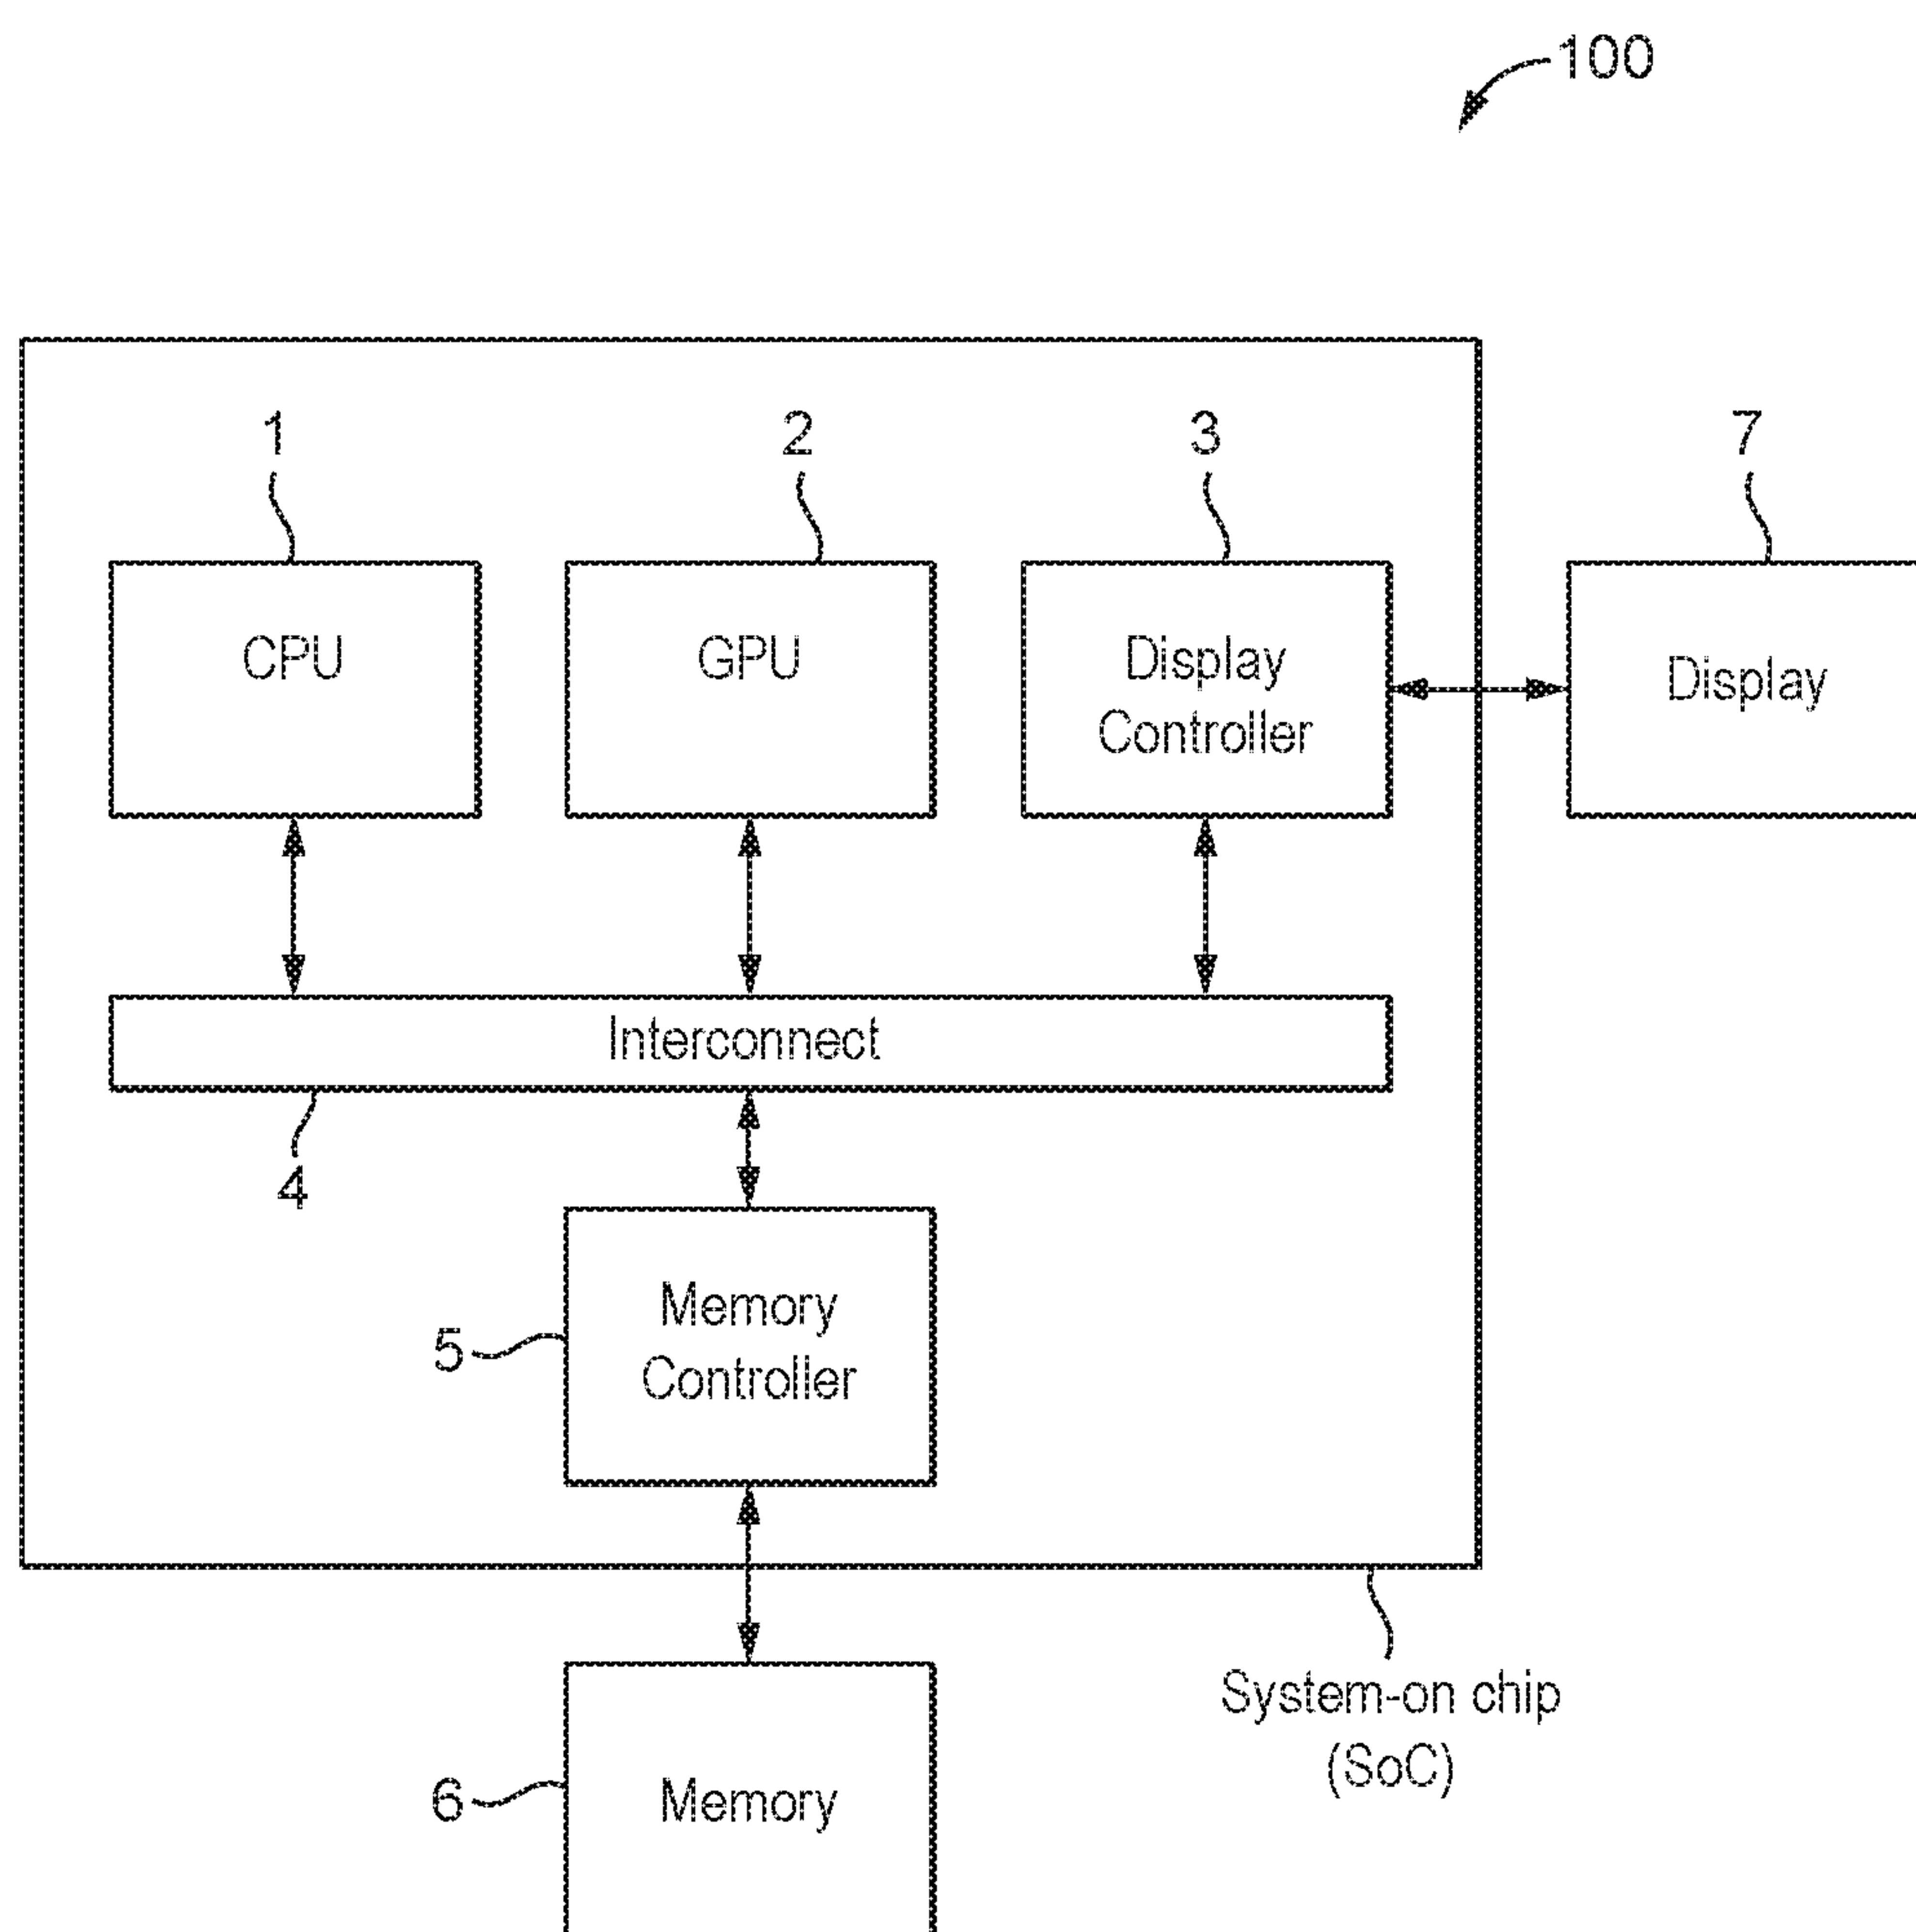 100
1
2
3
7
CPU
GPU
Display
Controller
Display
Interconnect
4
Memory
Controller
5
System-on chip
(SoC)
6
Memory